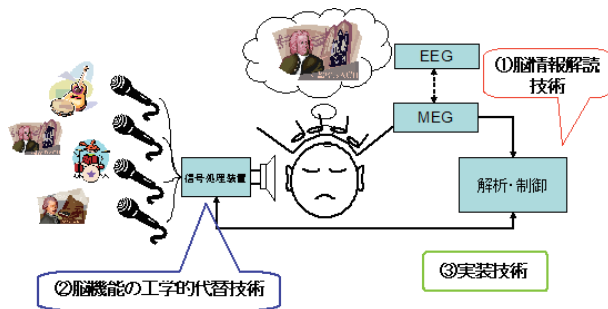 EEG
MEG
①脳情報解読
技術
信号処理装置
解析・制御
②脳機能の工学的代替技術
③実装技術